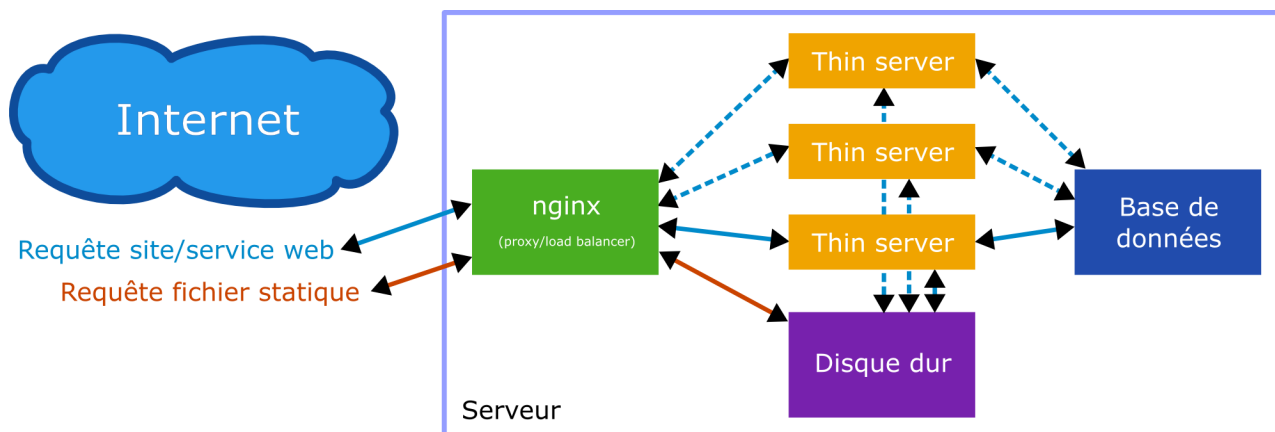 Internet
Requête site/service web
Requête fichier statique
nginx
(proxy/load balancer)
Thin server
Thin server
Thin server
Disque dur
Base de
données
Serveur